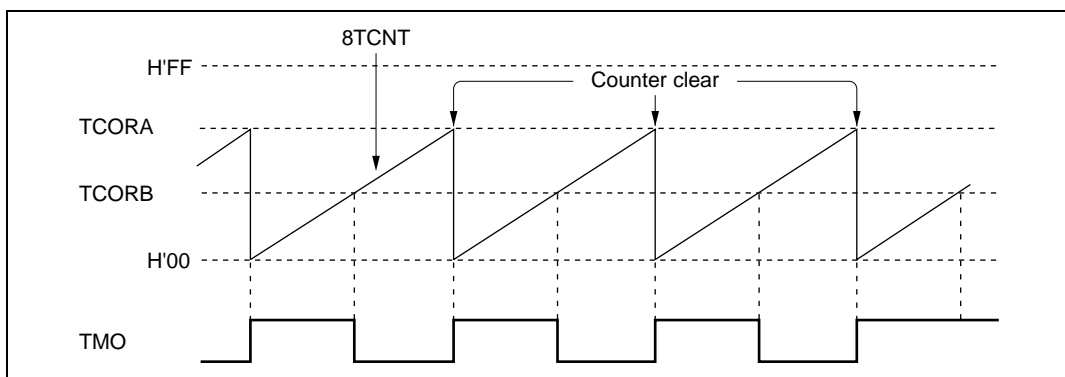 8TCNT
H'FF
Counter clear
TCORA
TCORB
H'00
TMO